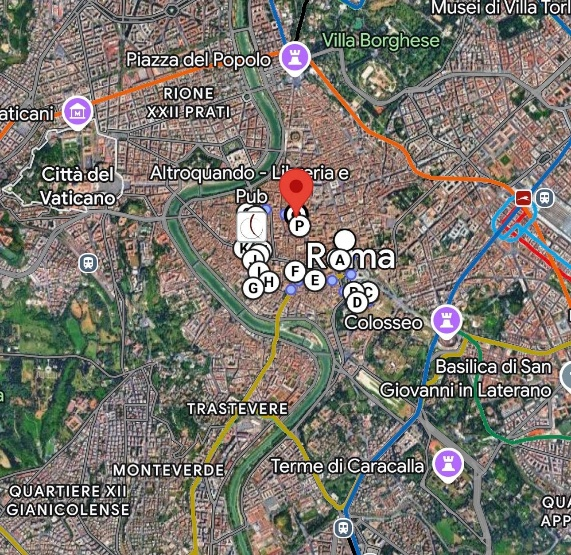 Musei di Villa Torl
Villa Borghese
Piazza del Popolo
RIONE
XXII PRATI
aticani
M
Città del
Vaticano
Altroquando - Libreria e
Pub
P
Roma
A
K
I
F
E
G
H
D
Colosseo
Basilica di San
Giovanni in Laterano
TRASTEVERE
MONTEVERDE
Terme di Caracalla
QUARTIERE XII
GIANICOLENSE
QUA
APP